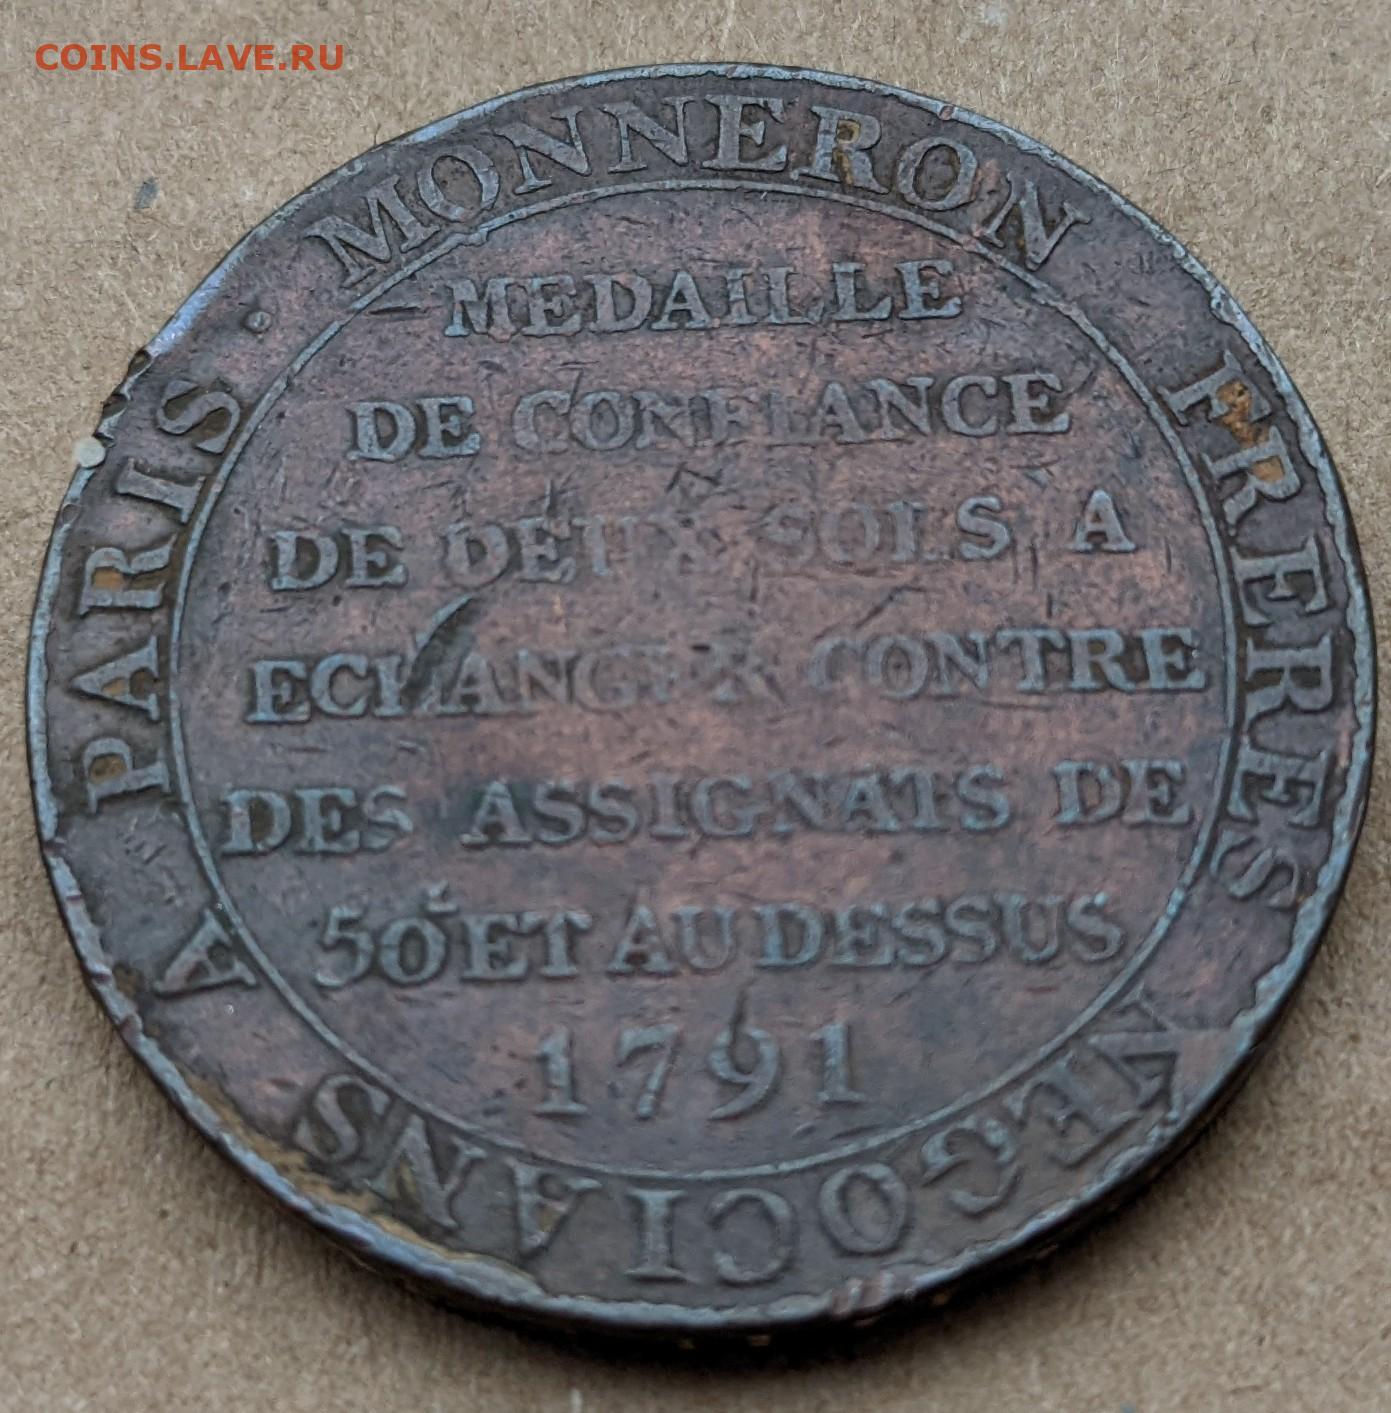 COINS.LAVE.RU
MONNERON FRERES NEGOCIANS A PARIS .
MEDAILLE
DE CONFIANCE
DE DEUX SOLS A
ECHANGER CONTRE
DES ASSIGNATS DE
50ᴸ ET AU DESSUS
1791